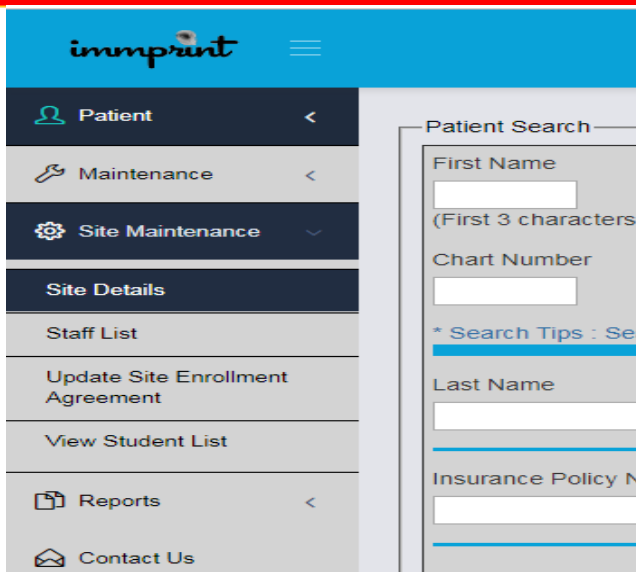 immprint
Patient
Maintenance
Site Maintenance
Site Details
Staff List
Update Site Enrollment
Agreement
View Student List
Reports
Contact Us
Patient Search
First Name
(First 3 characters
Chart Number
* Search Tips : Se
Last Name
Insurance Policy N